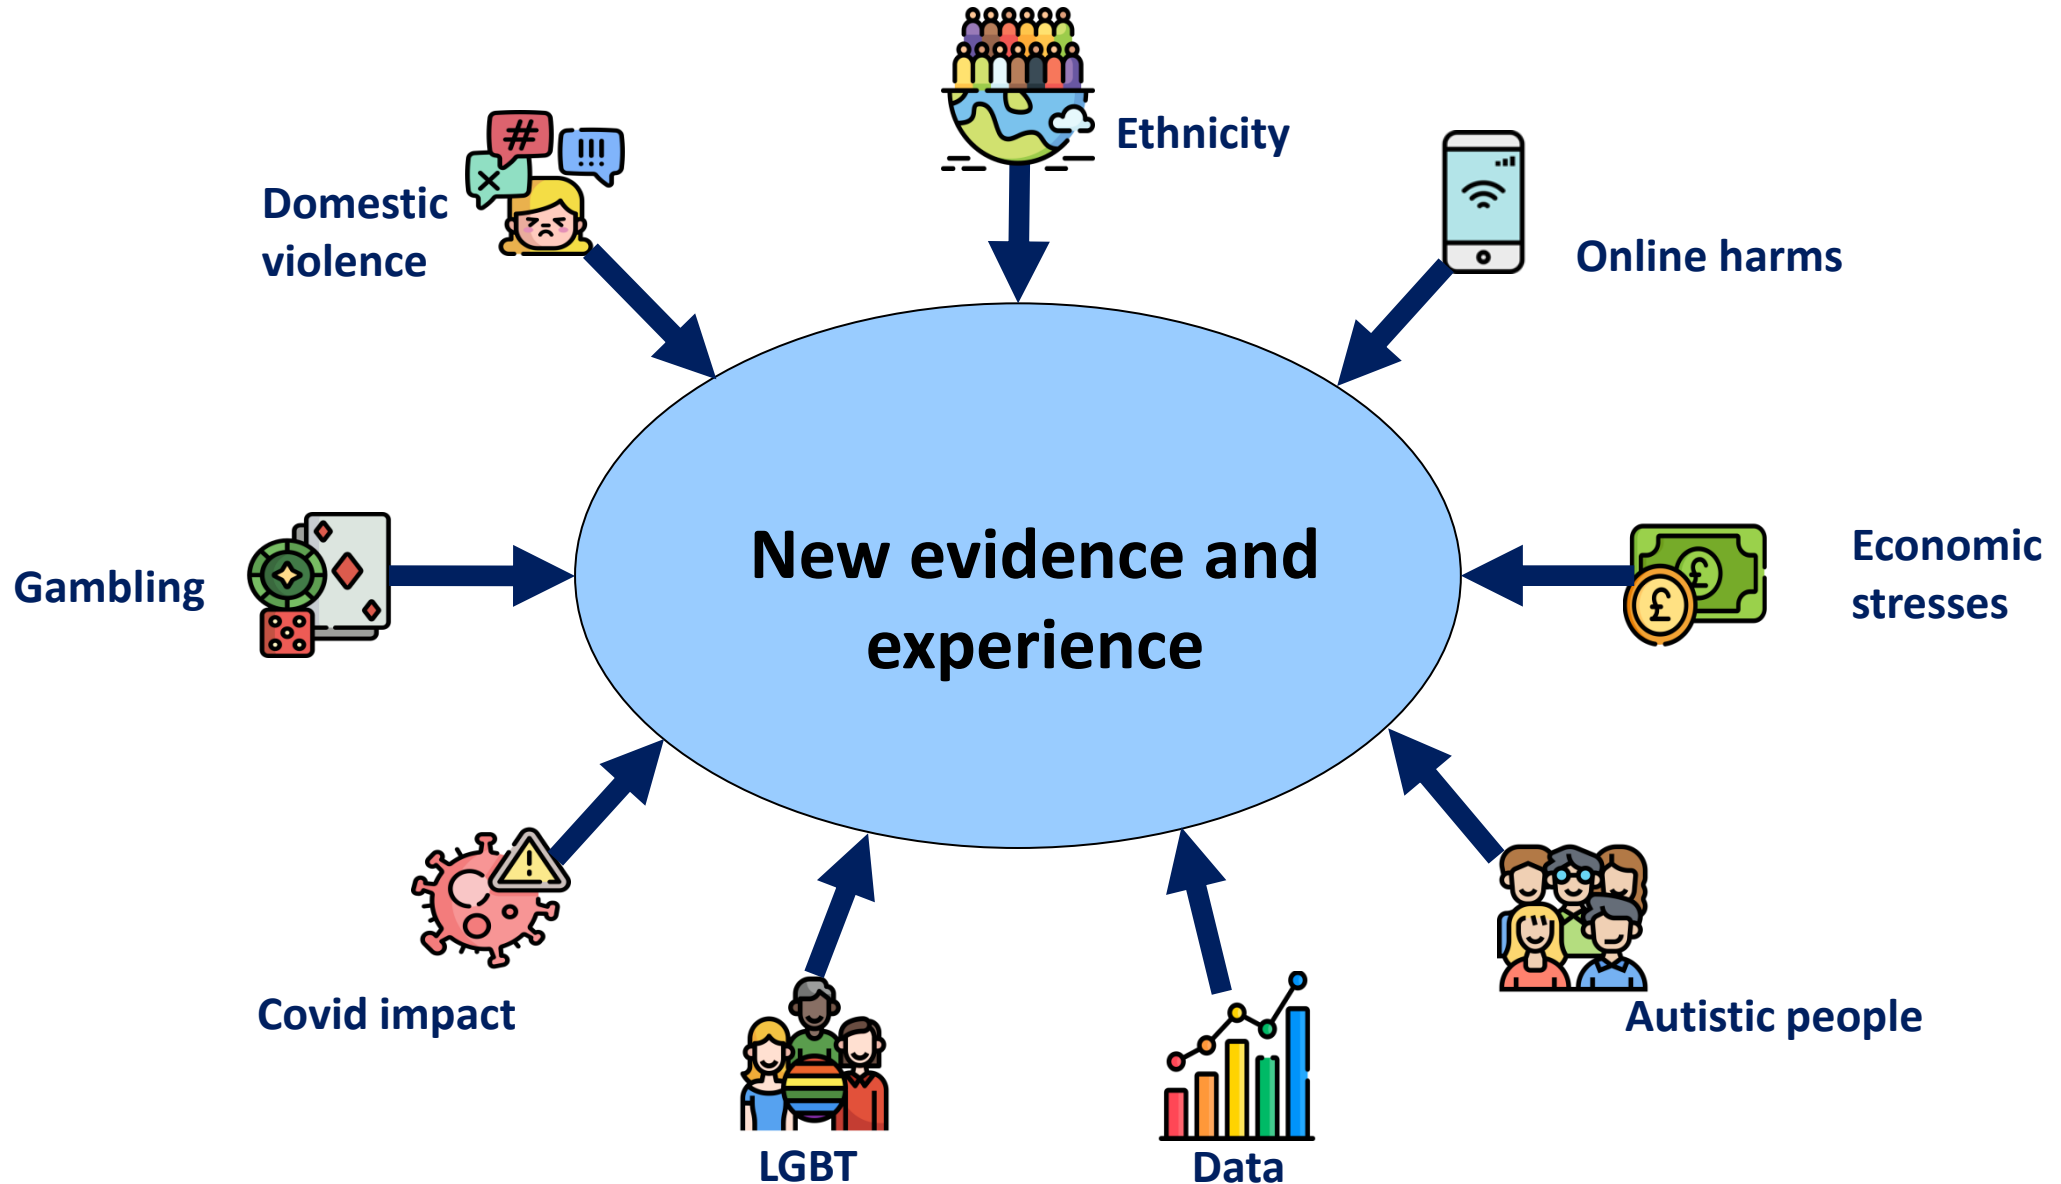 Ethnicity
Domestic
violence
#
!!!
Online harms
New evidence and
experience
Gambling
£
£
Economic
stresses
!
Covid impact
Autistic people
LGBT
Data